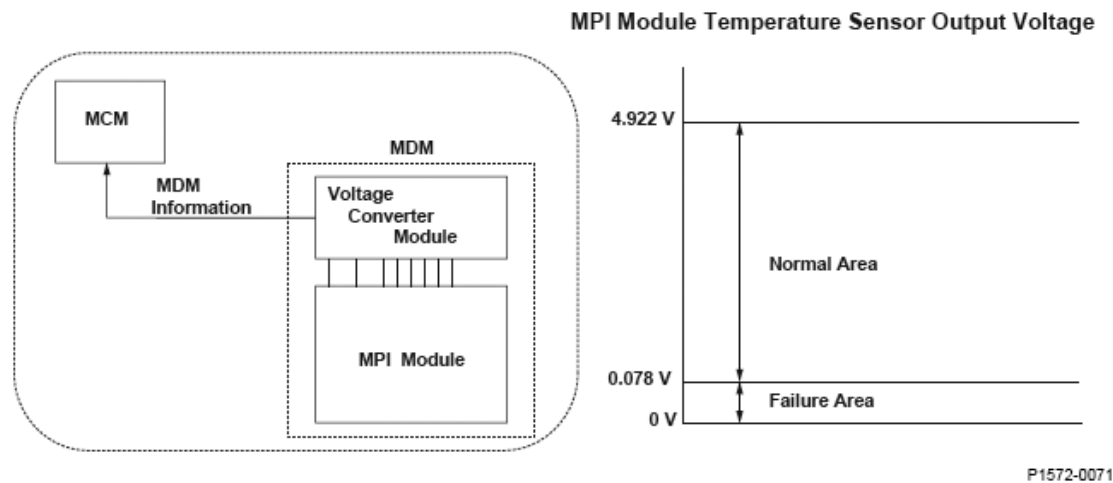 MPI Module Temperature Sensor Output Voltage
MCM
MDM
MDM
Information
Voltage
Converter
Module
MPI Module
4.922 V
Normal Area
0.078 V
Failure Area
0 V
P1572-0071